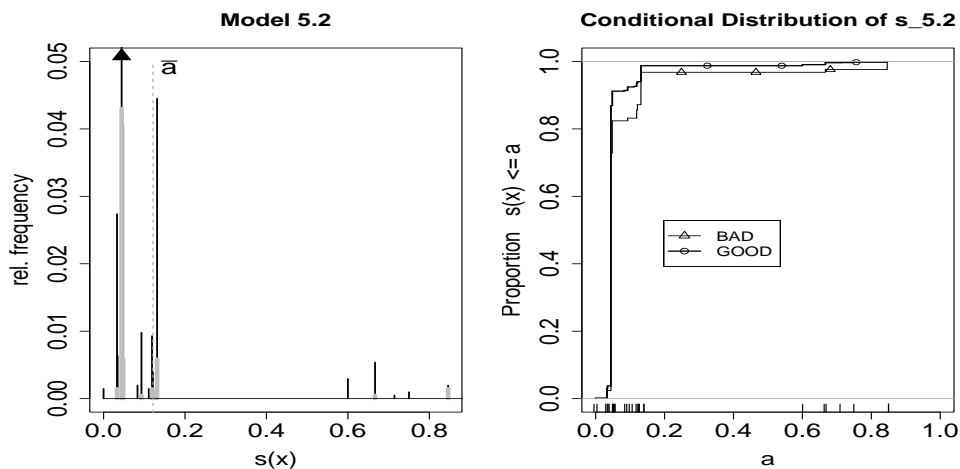 Model 5.2
a
rel. frequency
0.00 0.01 0.02 0.03 0.04 0.05
0.0 0.2 0.4 0.6 0.8
s(x)
Conditional Distribution of s_5.2
Proportion s(x) <= a
0.0 0.2 0.4 0.6 0.8 1.0
BAD
GOOD
0.0 0.2 0.4 0.6 0.8 1.0
a